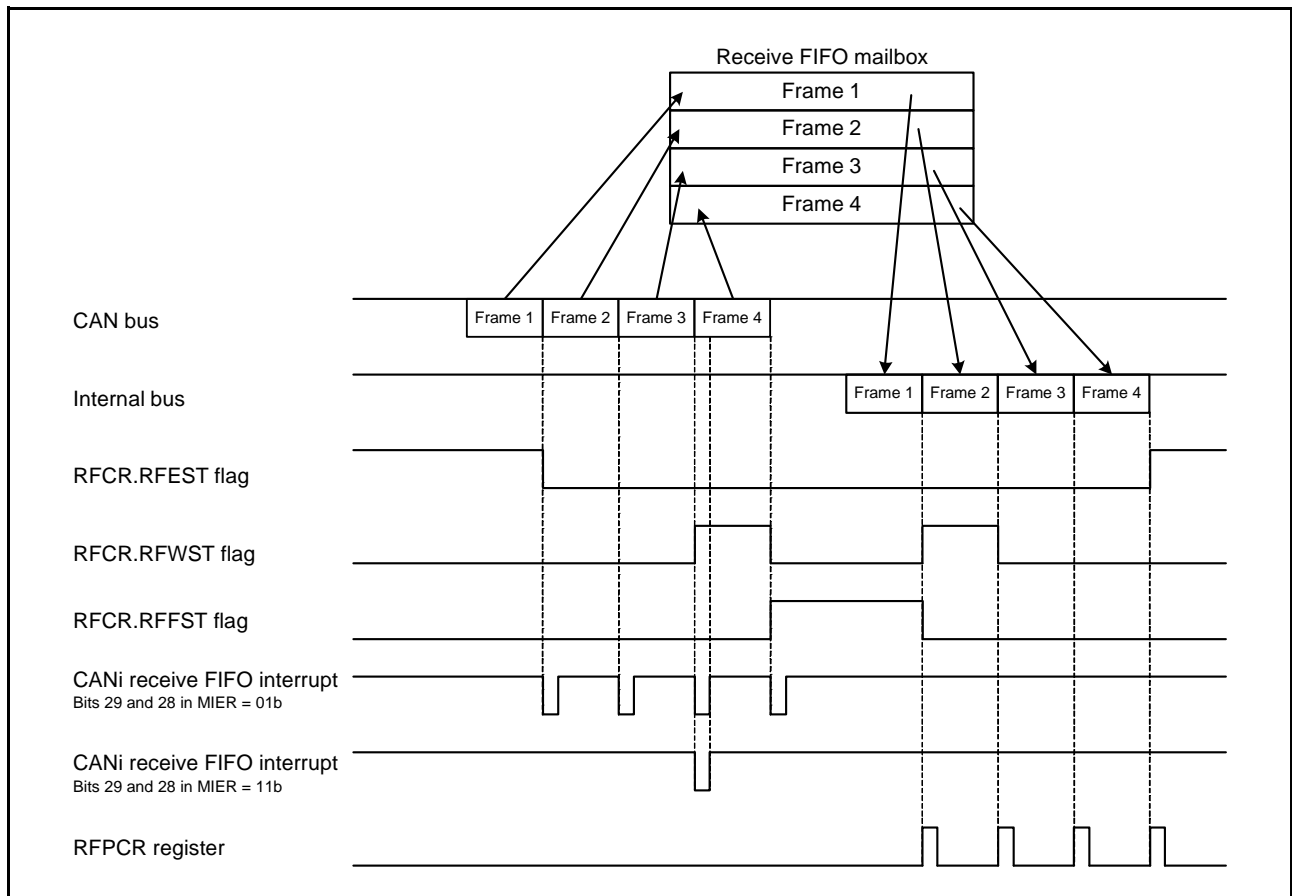 Receive FIFO mailbox
Frame 1
Frame 2
Frame 3
Frame 4
CAN bus
Frame 1 Frame 2 Frame 3 Frame 4
Internal bus
Frame 1 Frame 2 Frame 3 Frame 4
RFCR.RFEST flag
RFCR.RFWST flag
RFCR.RFFST flag
CANi receive FIFO interrupt
Bits 29 and 28 in MIER = 01b
CANi receive FIFO interrupt
Bits 29 and 28 in MIER = 11b
RFPCR register